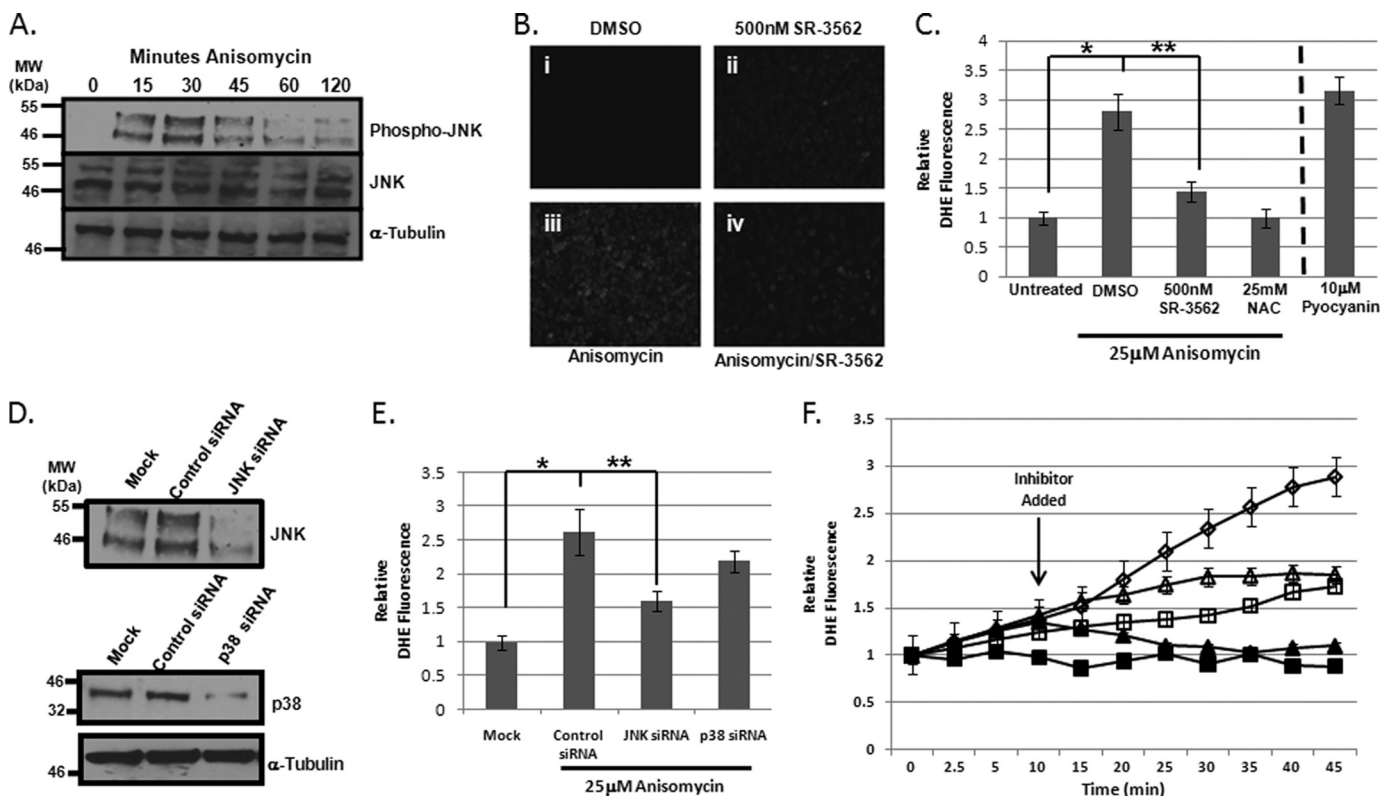 A.
Minutes Anisomycin
MW
(kDa)
0 15 30 45 60 120
55
46
Phospho-JNK
55
46
JNK
46
α-Tubulin
B.
DMSO
500nM SR-3562
i
ii
iii
iv
Anisomycin
Anisomycin/SR-3562
C.
Relative
DHE Fluorescence
4
3.5
3
2.5
2
1.5
1
0.5
0
*
**
Untreated
DMSO
500nM
SR-3562
25mM
NAC
10µM
Pyocyanin
25µM Anisomycin
D.
MW
(kDa)
Mock
Control siRNA
JNK siRNA
55
46
JNK
Mock
Control siRNA
p38 siRNA
46
32
p38
46
α-Tubulin
E.
Relative
DHE Fluorescence
3.5
3
2.5
2
1.5
1
0.5
0
*
**
Mock
Control
siRNA
JNK siRNA
p38 siRNA
25µM Anisomycin
F.
Relative
DHE Fluorescence
3.5
3
2.5
2
1.5
1
0.5
0
Inhibitor
Added
0 2.5 5 10 15 20 25 30 35 40 45
Time (min)